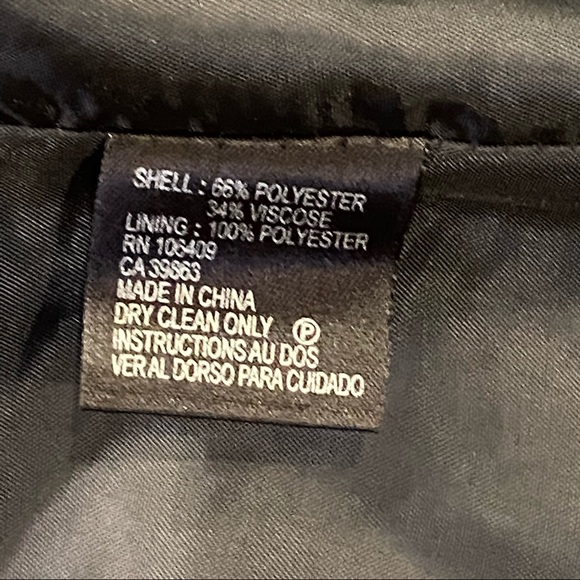 SHELL : 66% POLYESTER
34% VISCOSE
LINING : 100% POLYESTER
RN 106409
CA 39863
MADE IN CHINA
DRY CLEAN ONLY Ⓟ
INSTRUCTIONS AU DOS
VER AL DORSO PARA CUIDADO